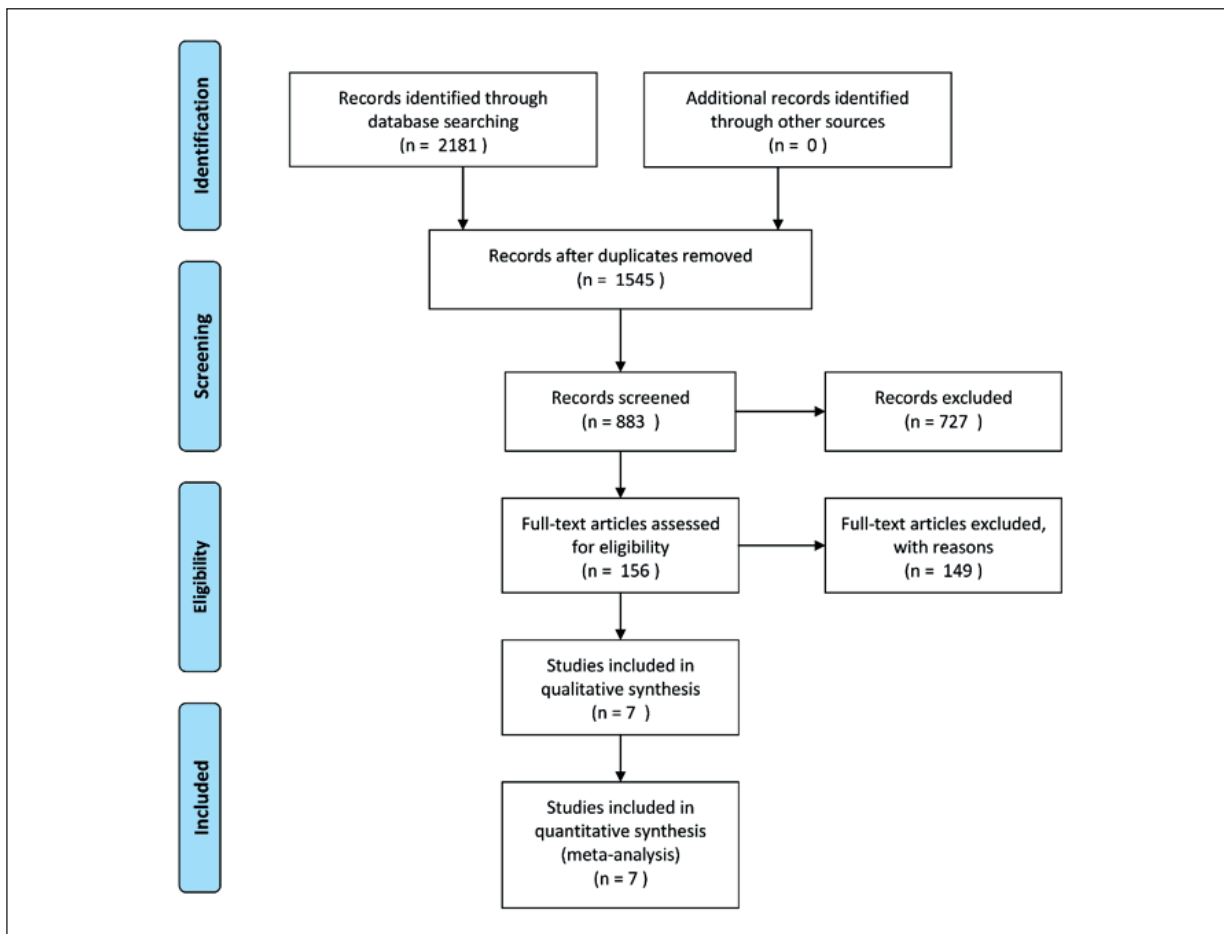 Identification
Records identified through
database searching
(n = 2181 )
Additional records identified
through other sources
(n = 0 )
Records after duplicates removed
(n = 1545 )
Screening
Records screened
(n = 883 )
Records excluded
(n = 727 )
Eligibility
Full-text articles assessed
for eligibility
(n = 156 )
Full-text articles excluded,
with reasons
(n = 149 )
Studies included in
qualitative synthesis
(n = 7 )
Included
Studies included in
quantitative synthesis
(meta-analysis)
(n = 7 )